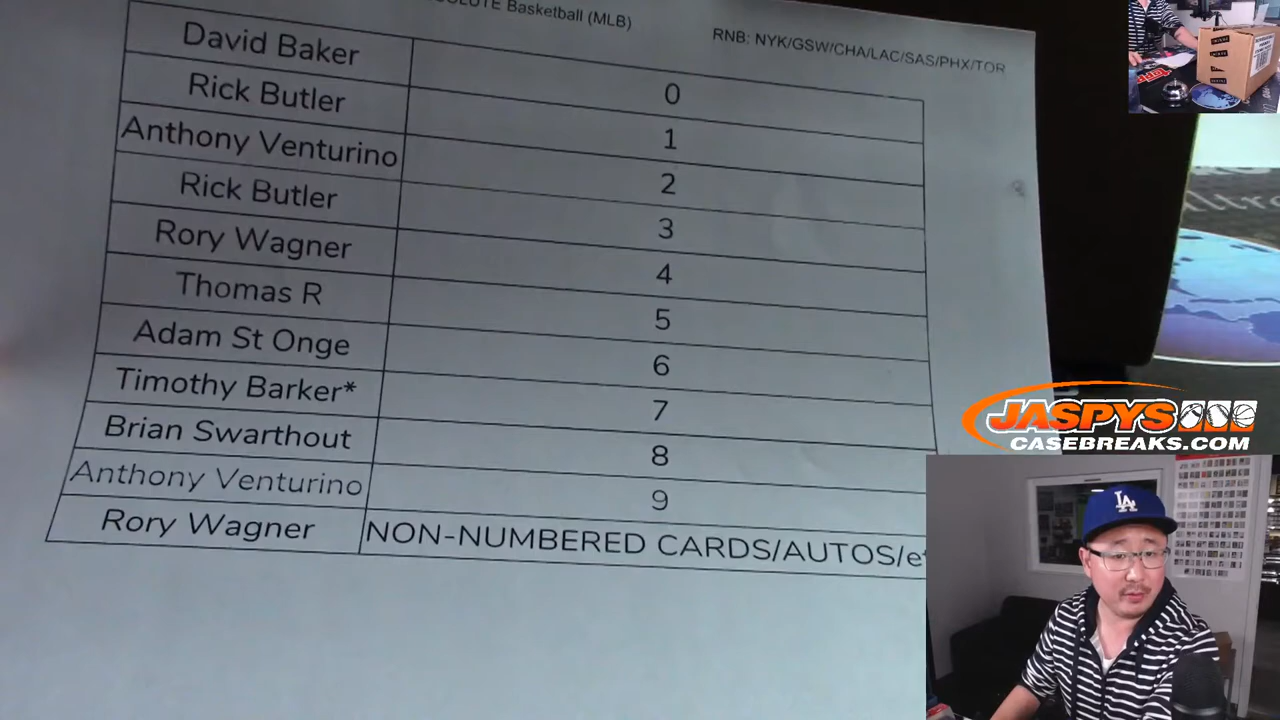 Basketball (MLB)
RNB: NYK/GSW/CHA/LAC/SAS/PHX/TOR
David Baker 0
Rick Butler 1
Anthony Venturino 2
Rick Butler 3
Rory Wagner 4
Thomas R 5
Adam St Onge 6
Timothy Barker* 7
Brian Swarthout 8
Anthony Venturino 9
Rory Wagner NON-NUMBERED CARDS/AUTOS/e
JASPYS
CASEBREAKS.COM
LA